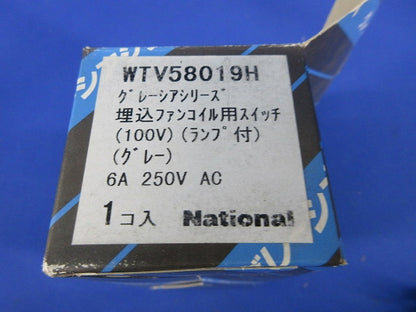 WTV58019H
グレーシアシリーズ
埋込ファンコイル用スイッチ
(100V)(ランプ付)
(グレー)
6A 250V AC
1コ入 National